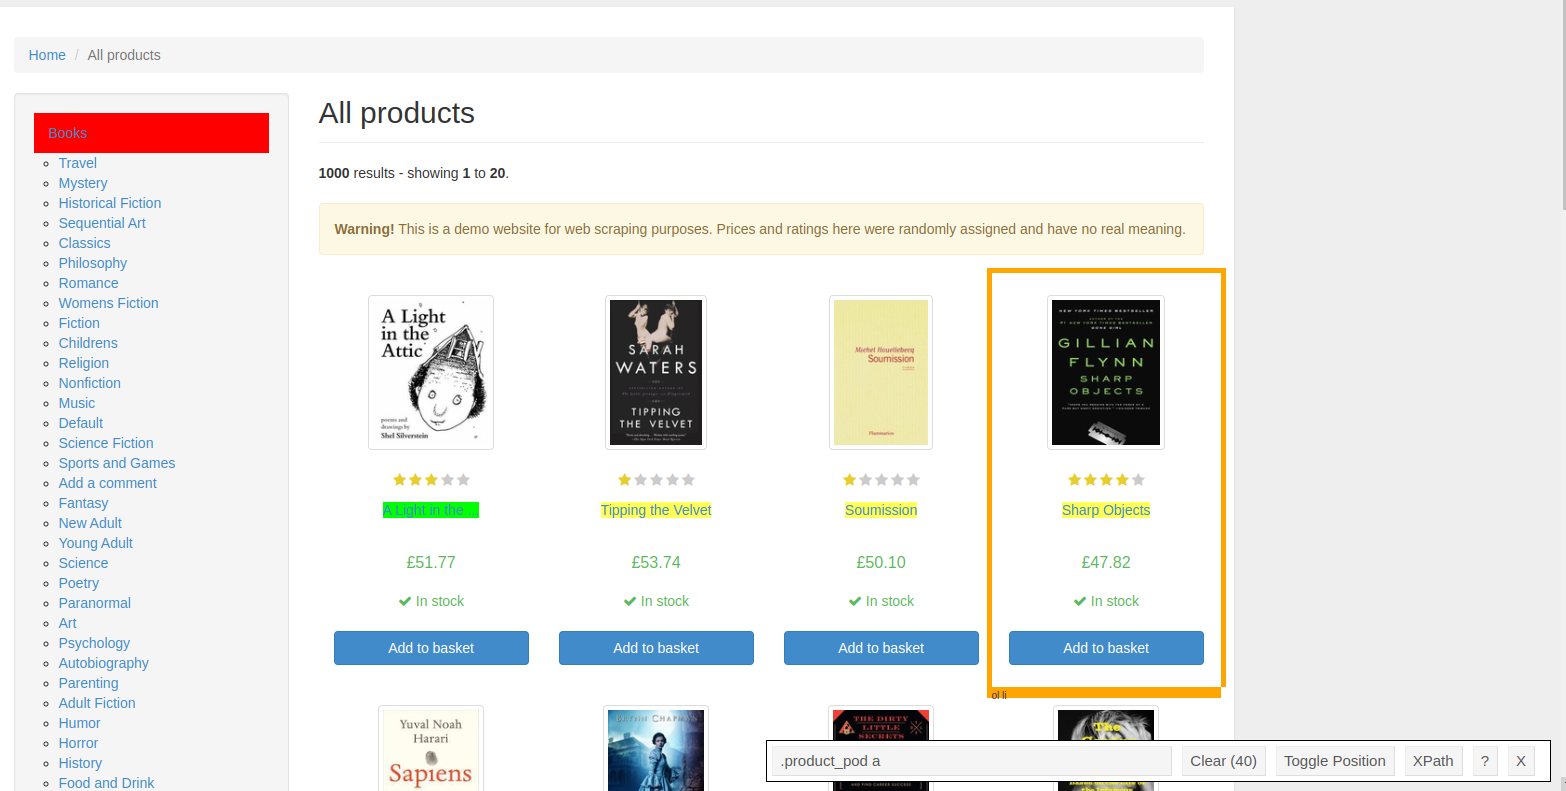 Home / All products
Books
Travel
Mystery
Historical Fiction
Sequential Art
Classics
Philosophy
Romance
Womens Fiction
Fiction
Childrens
Religion
Nonfiction
Music
Default
Science Fiction
Sports and Games
Add a comment
Fantasy
New Adult
Young Adult
Science
Poetry
Paranormal
Art
Psychology
Autobiography
Parenting
Adult Fiction
Humor
Horror
History
Food and Drink
All products
1000 results - showing 1 to 20.
Warning! This is a demo website for web scraping purposes. Prices and ratings here were randomly assigned and have no real meaning.
A Light
in the
Attic
poems and
drawings by
Shel Silverstein
A Light in the ...
£51.77
In stock
Add to basket
SARAH
WATERS
TIPPING
THE VELVET
Tipping the Velvet
£53.74
In stock
Add to basket
Michel Houellebecq
Soumission
Flammarion
Soumission
£50.10
In stock
Add to basket
NEW YORK TIMES BESTSELLER
#1 NEW YORK TIMES BESTSELLER
GONE GIRL
GILLIAN
FLYNN
SHARP
OBJECTS
Sharp Objects
£47.82
In stock
Add to basket
ol li
Yuval Noah
Harari
Sapiens
THE DIRTY
LITTLE
SECRETS
The
.product_pod a
Clear (40)
Toggle Position
XPath
?
X